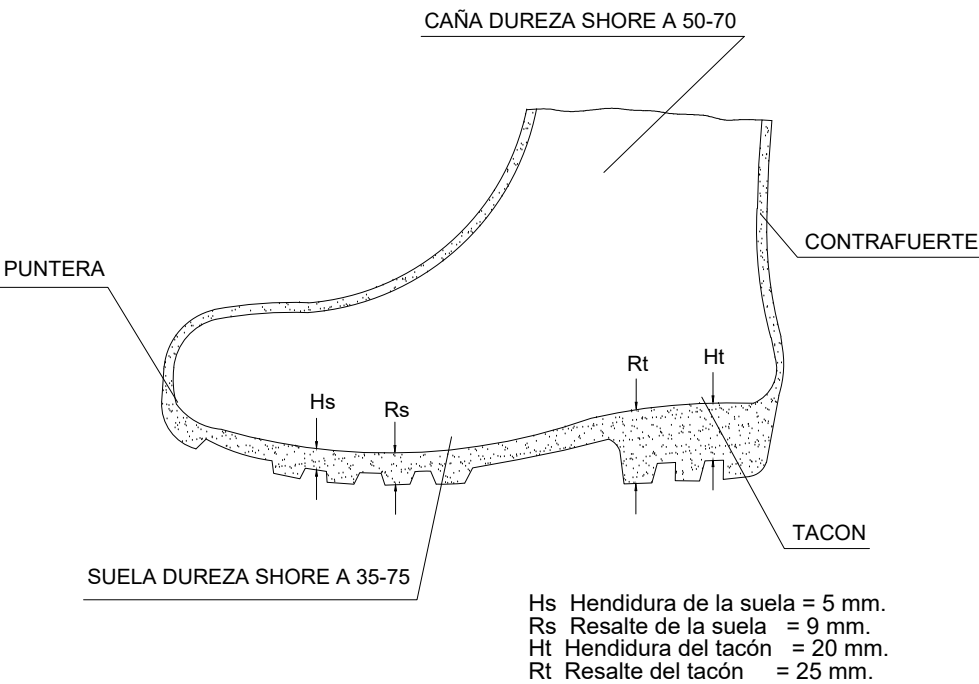 CAÑA DUREZA SHORE A 50-70
CONTRAFUERTE
PUNTERA
Rt
Ht
Hs
Rs
TACON
SUELA DUREZA SHORE A 35-75
Hs Hendidura de la suela = 5 mm.
Rs Resalte de la suela = 9 mm.
Ht Hendidura del tacón = 20 mm.
Rt Resalte del tacón = 25 mm.